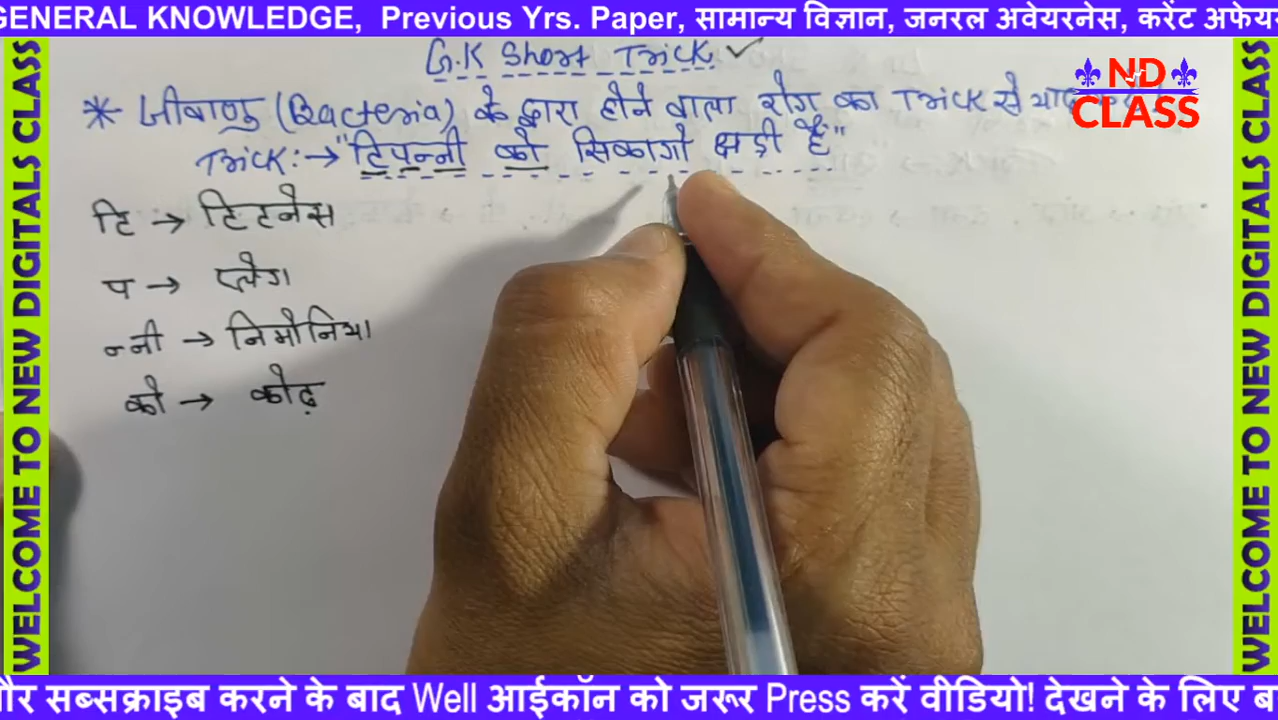 GENERAL KNOWLEDGE, Previous Yrs. Paper, सामान्य विज्ञान, जनरल अवेयरनेस, करेंट अफेयर
G.K Short Trick ✓
ND
CLASS
* जीवाणु (Bacteria) के द्वारा होने वाला रोग का Trick से याद
Trick:→ "टिपन्नी को सिकागो क्षड़ी है"
टि → टिटनेस
प → प्लेग
न्नी → निमोनिया
को → कोढ़
WELCOME TO NEW DIGITALS CLASS
WELCOME TO NEW DIGITALS CLASS
और सब्सक्राइब करने के बाद Well आईकॉन को जरूर Press करें वीडियो! देखने के लिए ब